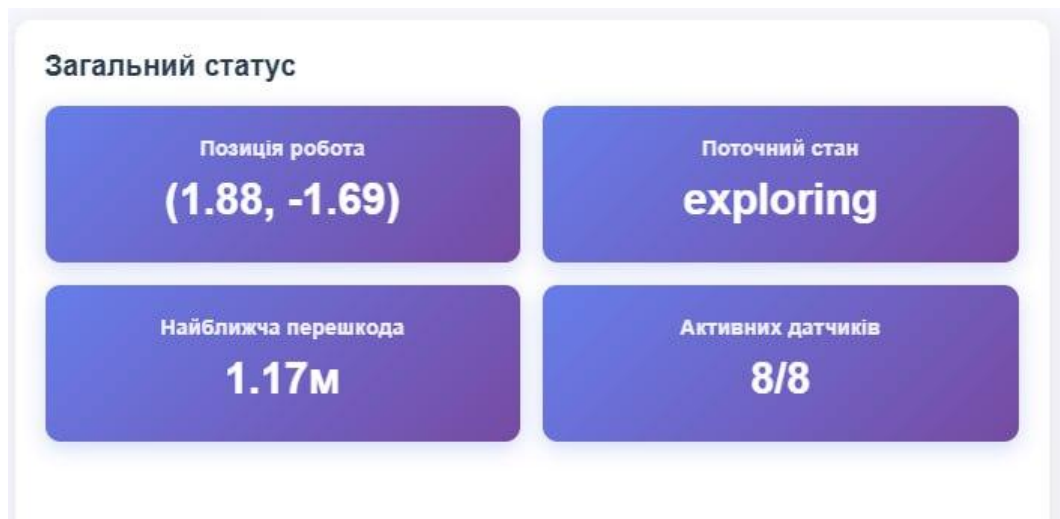 Загальний статус
Позиція робота
(1.88, -1.69)
Поточний стан
exploring
Найближча перешкода
1.17м
Активних датчиків
8/8